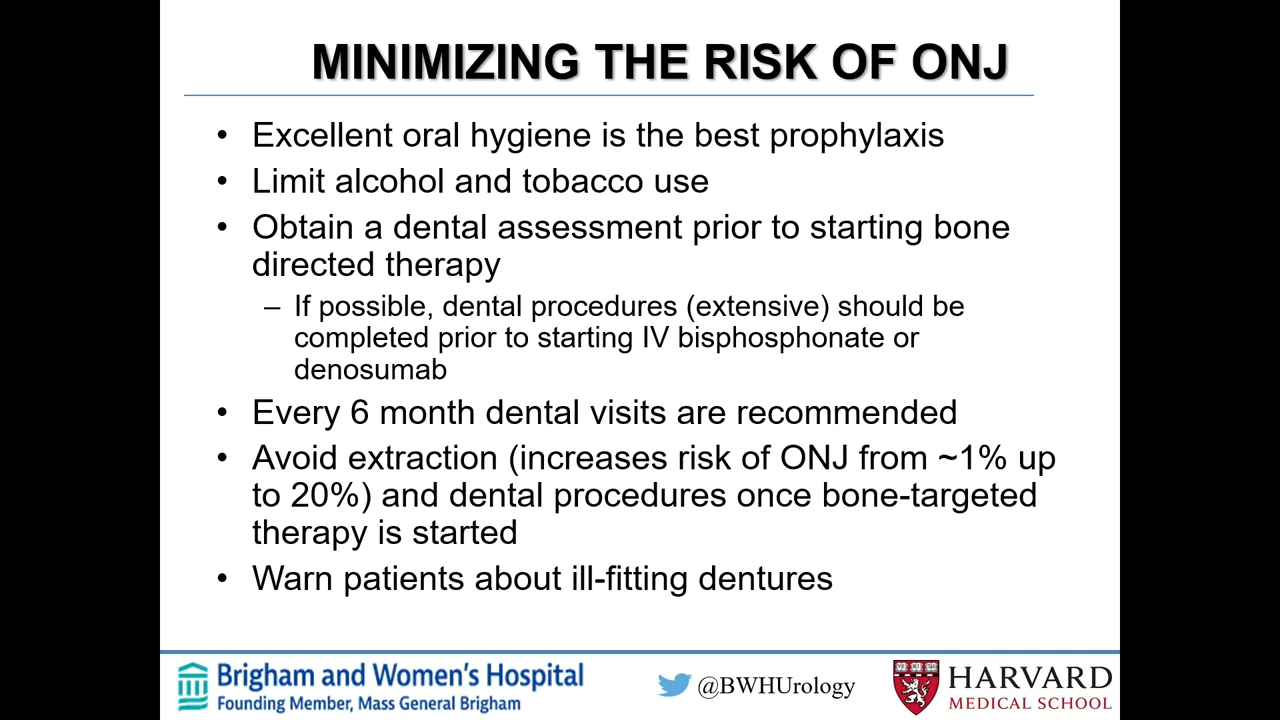 MINIMIZING THE RISK OF ONJ
• Excellent oral hygiene is the best prophylaxis
• Limit alcohol and tobacco use
• Obtain a dental assessment prior to starting bone
directed therapy
– If possible, dental procedures (extensive) should be
completed prior to starting IV bisphosphonate or
denosumab
• Every 6 month dental visits are recommended
• Avoid extraction (increases risk of ONJ from ~1% up
to 20%) and dental procedures once bone-targeted
therapy is started
• Warn patients about ill-fitting dentures
Brigham and Women's Hospital
Founding Member, Mass General Brigham
@BWHUrology
HARVARD
MEDICAL SCHOOL